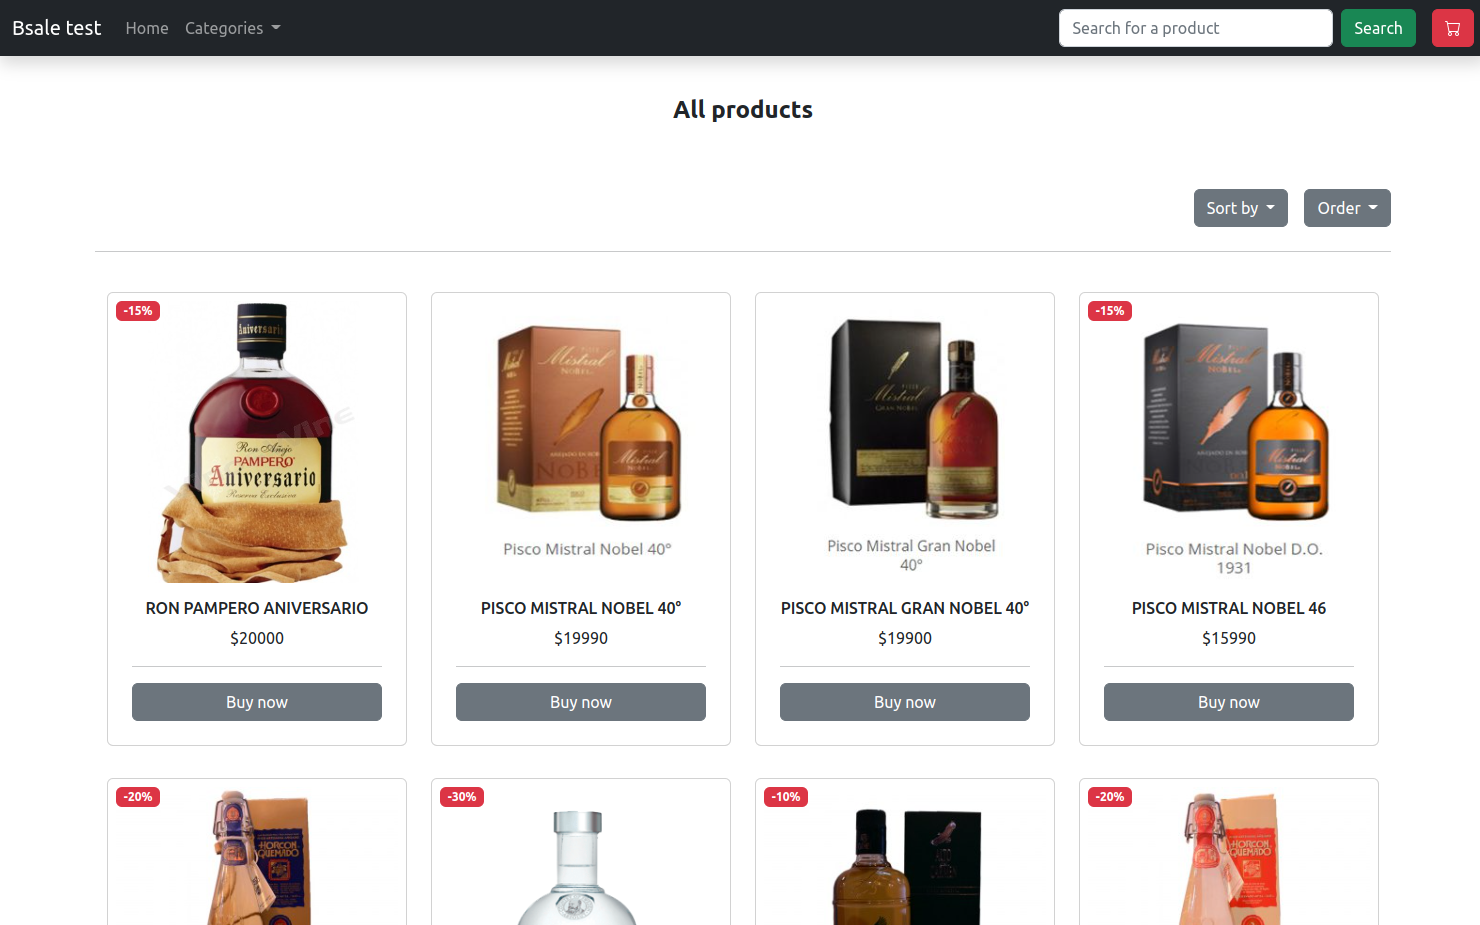 Bsale test Home Categories Search for a product Search
All products
Sort by Order
-15% -15%
Aniversario
Mistral Mistral Mistral
NOBEL GRAN NOBEL NOBEL
Ron Añejo
PAMPERO
Aniversario
Reserva Exclusiva
Mistral Mistral
Pisco Mistral Nobel 40°
Pisco Mistral Gran Nobel
40°
Pisco Mistral Nobel D.O.
1931
RON PAMPERO ANIVERSARIO PISCO MISTRAL NOBEL 40° PISCO MISTRAL GRAN NOBEL 40° PISCO MISTRAL NOBEL 46
$20000 $19990 $19900 $15990
Buy now Buy now Buy now Buy now
-20% -30% -10% -20%
HORCON
QUEMADO
HORCON
QUEMADO